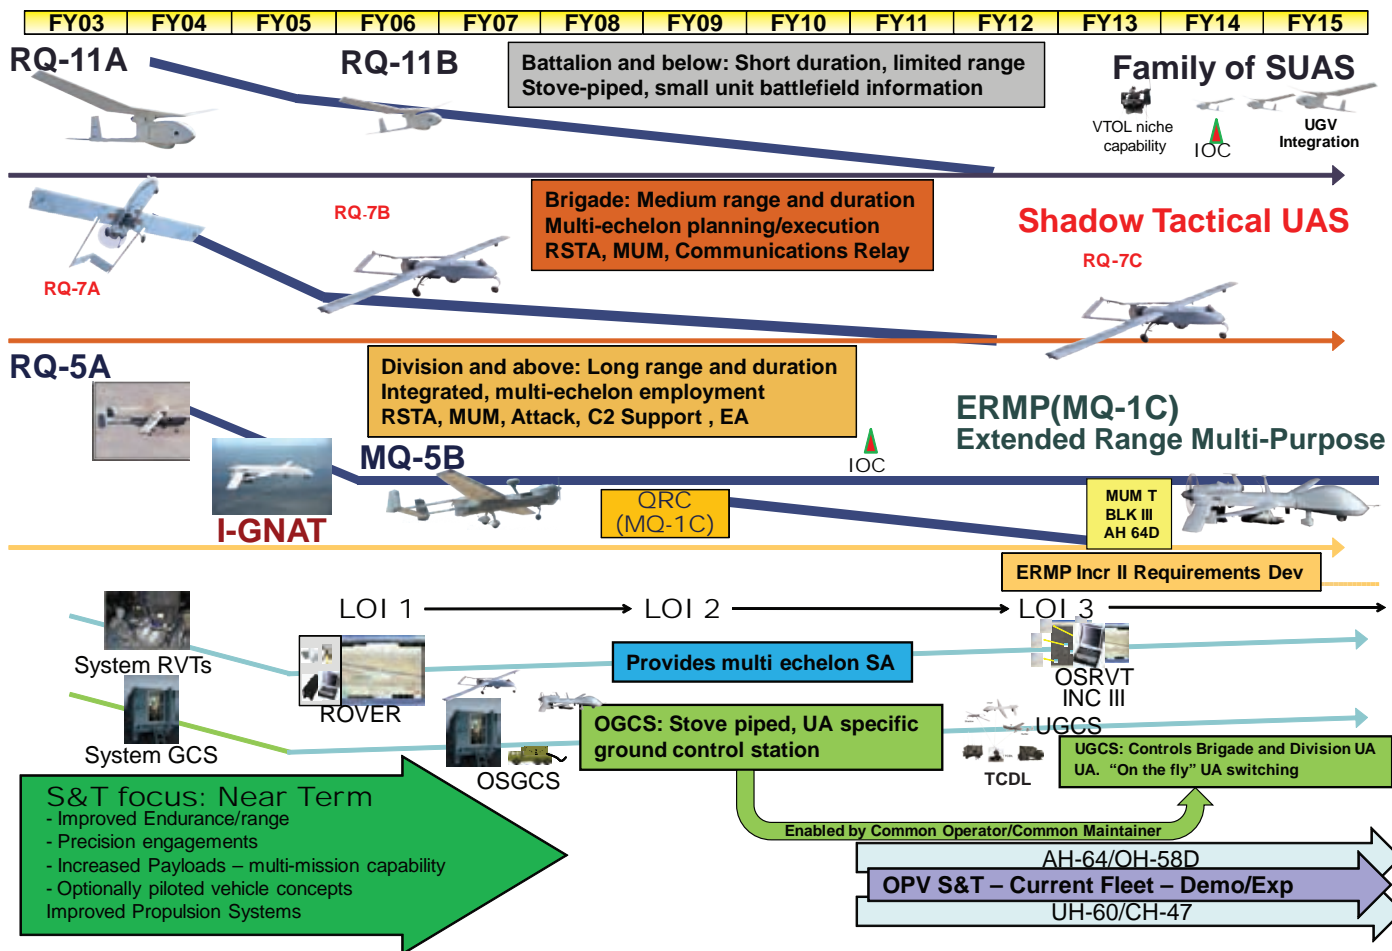 FY03 FY04 FY05 FY06 FY07 FY08 FY09 FY10 FY11 FY12 FY13 FY14 FY15
RQ-11A
RQ-11B
Battalion and below: Short duration, limited range
Stove-piped, small unit battlefield information
Family of SUAS
VTOL niche
capability
IOC
UGV
Integration
RQ-7A
RQ-7B
Brigade: Medium range and duration
Multi-echelon planning/execution
RSTA, MUM, Communications Relay
Shadow Tactical UAS
RQ-7C
RQ-5A
Division and above: Long range and duration
Integrated, multi-echelon employment
RSTA, MUM, Attack, C2 Support , EA
ERMP(MQ-1C)
Extended Range Multi-Purpose
IOC
I-GNAT
MQ-5B
QRC
(MQ-1C)
MUM T
BLK III
AH 64D
ERMP Incr II Requirements Dev
LOI 1
LOI 2
LOI 3
System RVTs
ROVER
Provides multi echelon SA
OSRVT
INC III
System GCS
OSGCS
OGCS: Stove piped, UA specific
ground control station
UGCS
TCDL
UGCS: Controls Brigade and Division UA
UA. “On the fly” UA switching
Enabled by Common Operator/Common Maintainer
S&T focus: Near Term
- Improved Endurance/range
- Precision engagements
- Increased Payloads – multi-mission capability
- Optionally piloted vehicle concepts
Improved Propulsion Systems
AH-64/OH-58D
OPV S&T – Current Fleet – Demo/Exp
UH-60/CH-47